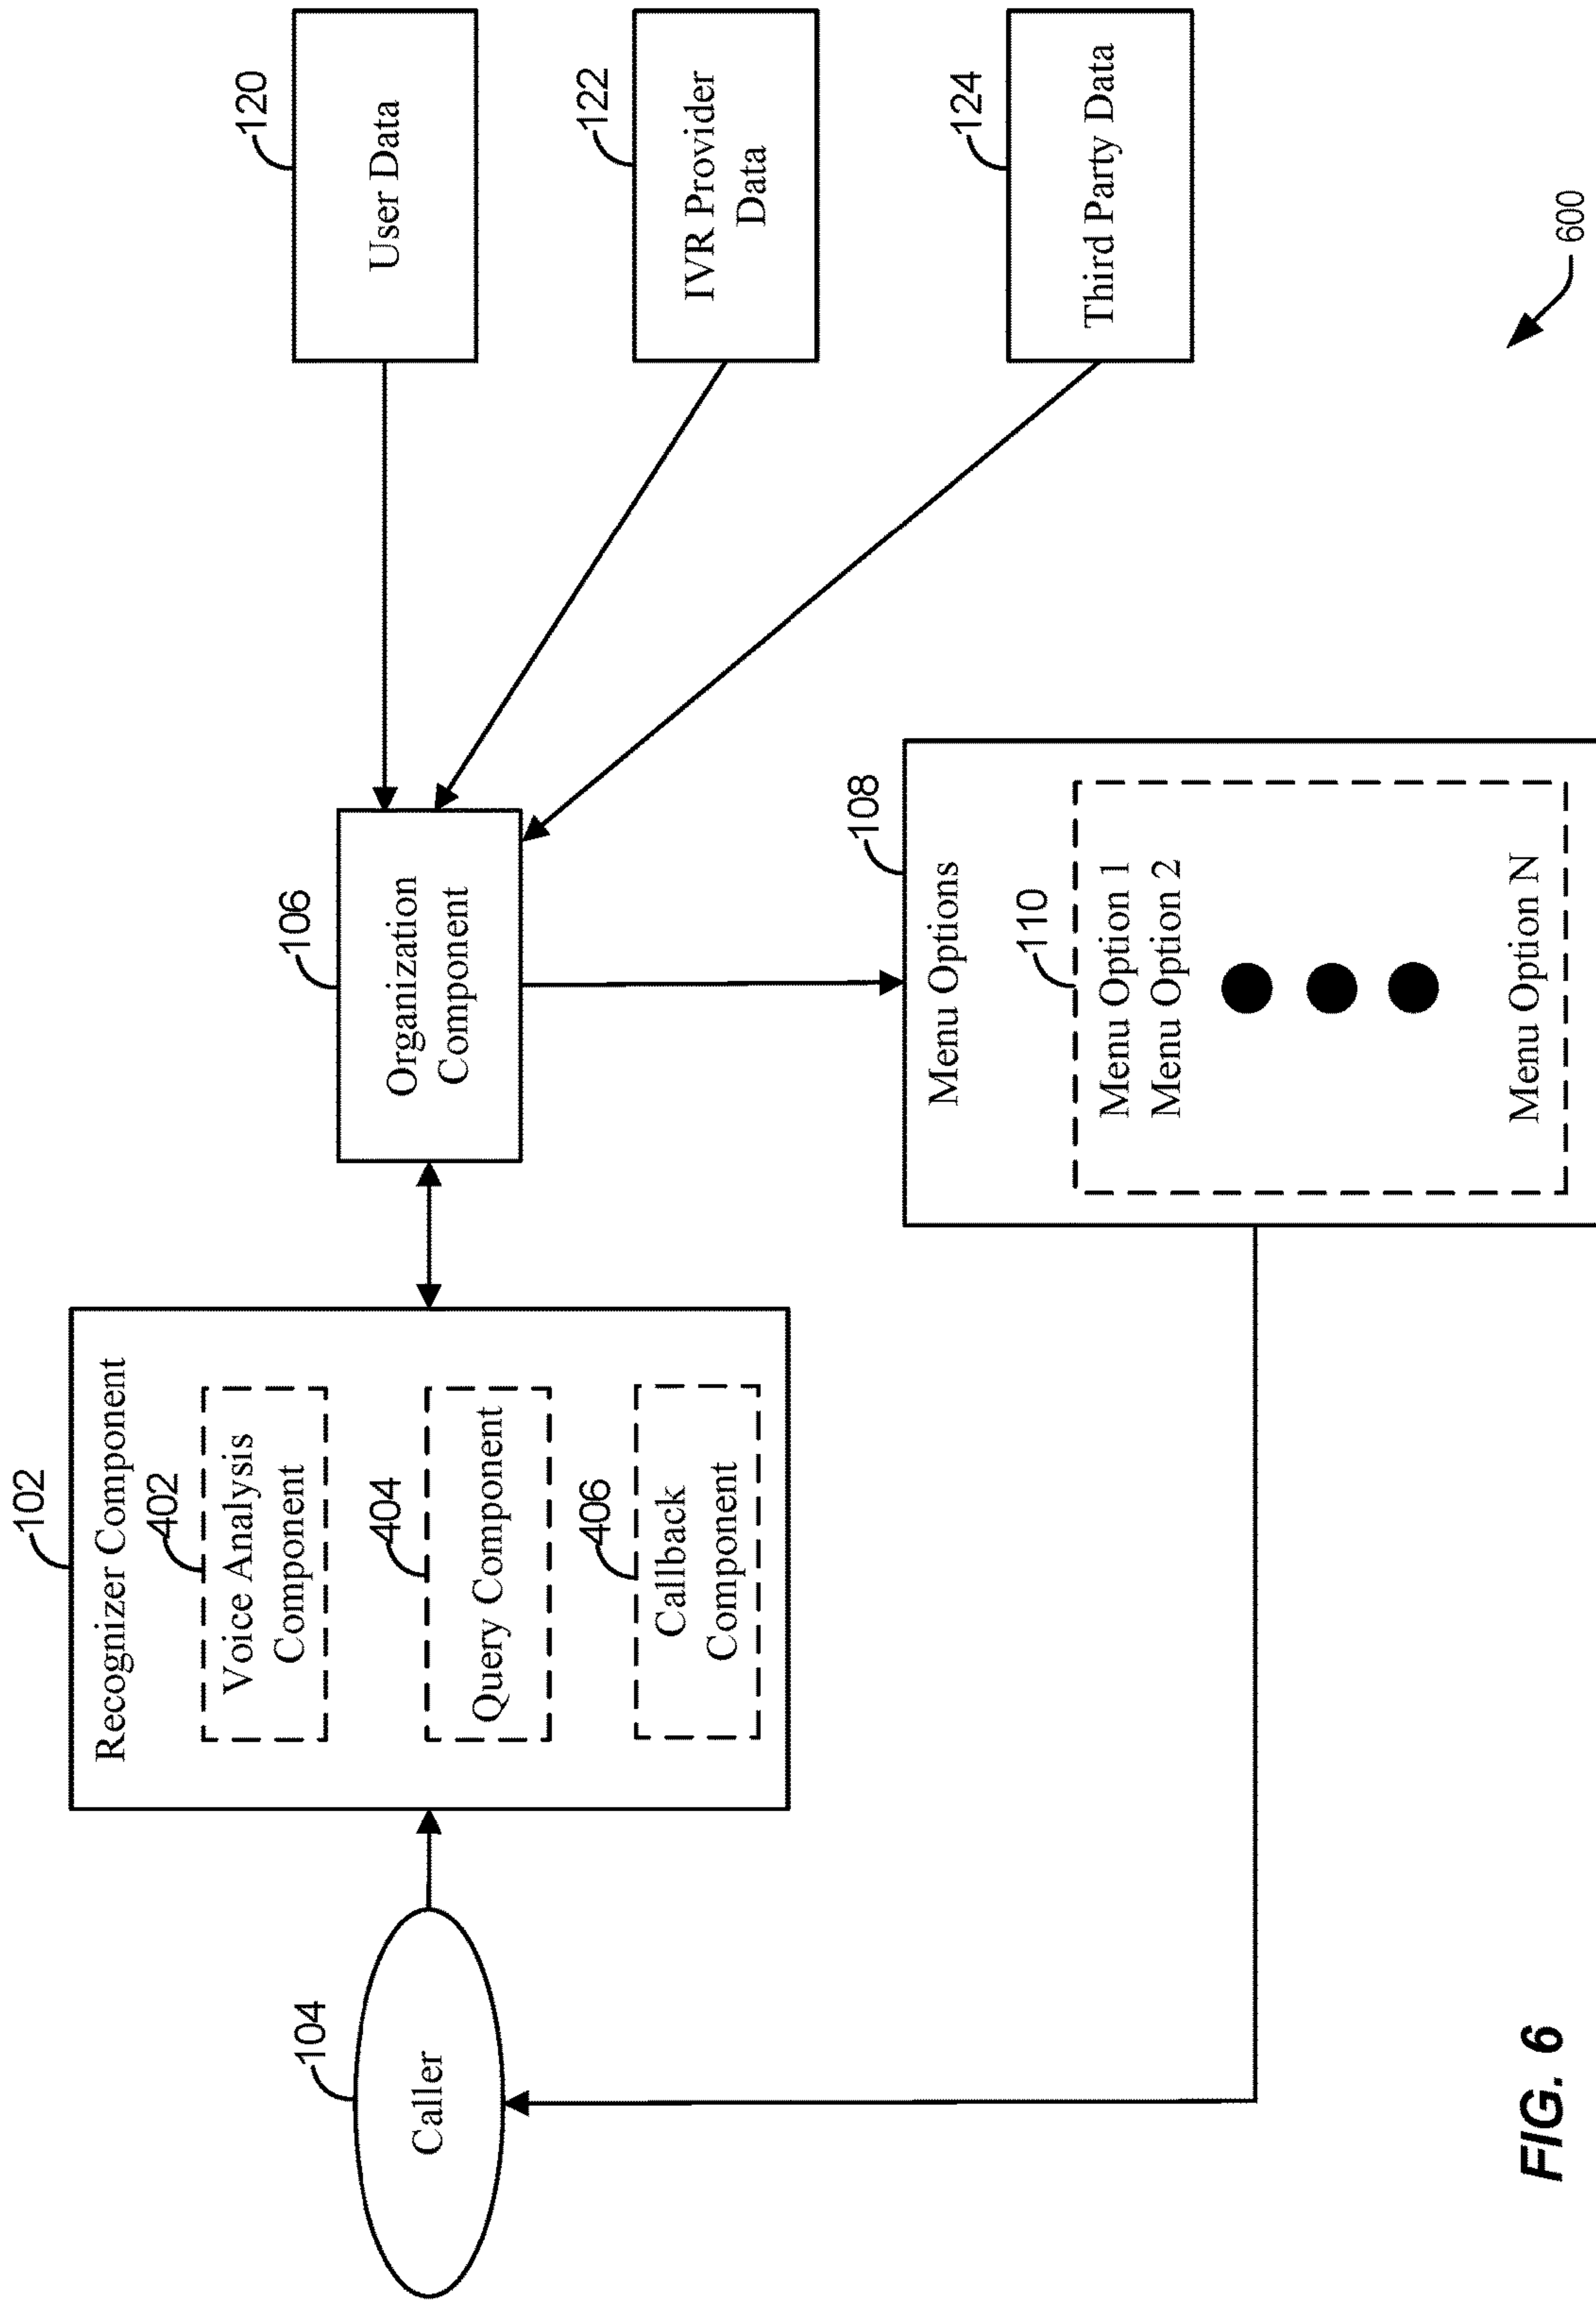 102
Recognizer Component
402
Voice Analysis
Component
404
Query Component
406
Callback
Component
104
Caller
106
Organization
Component
120
User Data
122
IVR Provider
Data
124
Third Party Data
108
Menu Options
110
Menu Option 1
Menu Option 2
Menu Option N
600
FIG. 6